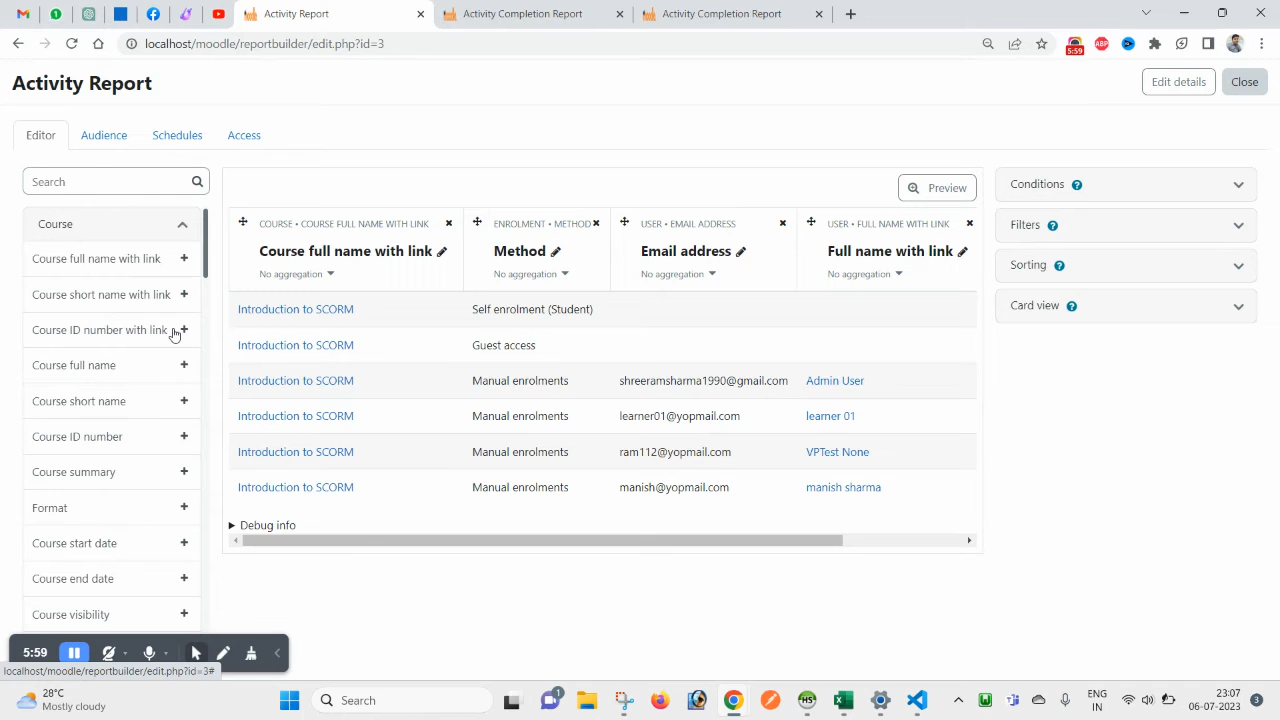 Activity Report
Activity Completion Report
Activity Completion Report
localhost/moodle/reportbuilder/edit.php?id=3
5:59
ABP
Activity Report
Edit details
Close
Editor
Audience
Schedules
Access
Search
Course
Course full name with link
Course short name with link
Course ID number with link
Course full name
Course short name
Course ID number
Course summary
Format
Course start date
Course end date
Course visibility
Preview
COURSE • COURSE FULL NAME WITH LINK
ENROLMENT • METHOD
USER • EMAIL ADDRESS
USER • FULL NAME WITH LINK
Course full name with link
Method
Email address
Full name with link
No aggregation
No aggregation
No aggregation
No aggregation
Introduction to SCORM Self enrolment (Student)
Introduction to SCORM Guest access
Introduction to SCORM Manual enrolments shreeramsharma1990@gmail.com Admin User
Introduction to SCORM Manual enrolments learner01@yopmail.com learner 01
Introduction to SCORM Manual enrolments ram112@yopmail.com VPTest None
Introduction to SCORM Manual enrolments manish@yopmail.com manish sharma
Debug info
Conditions
Filters
Sorting
Card view
5:59
localhost/moodle/reportbuilder/edit.php?id=3#
28°C
Mostly cloudy
Search
1
HS
ENG
IN
23:07
06-07-2023
3